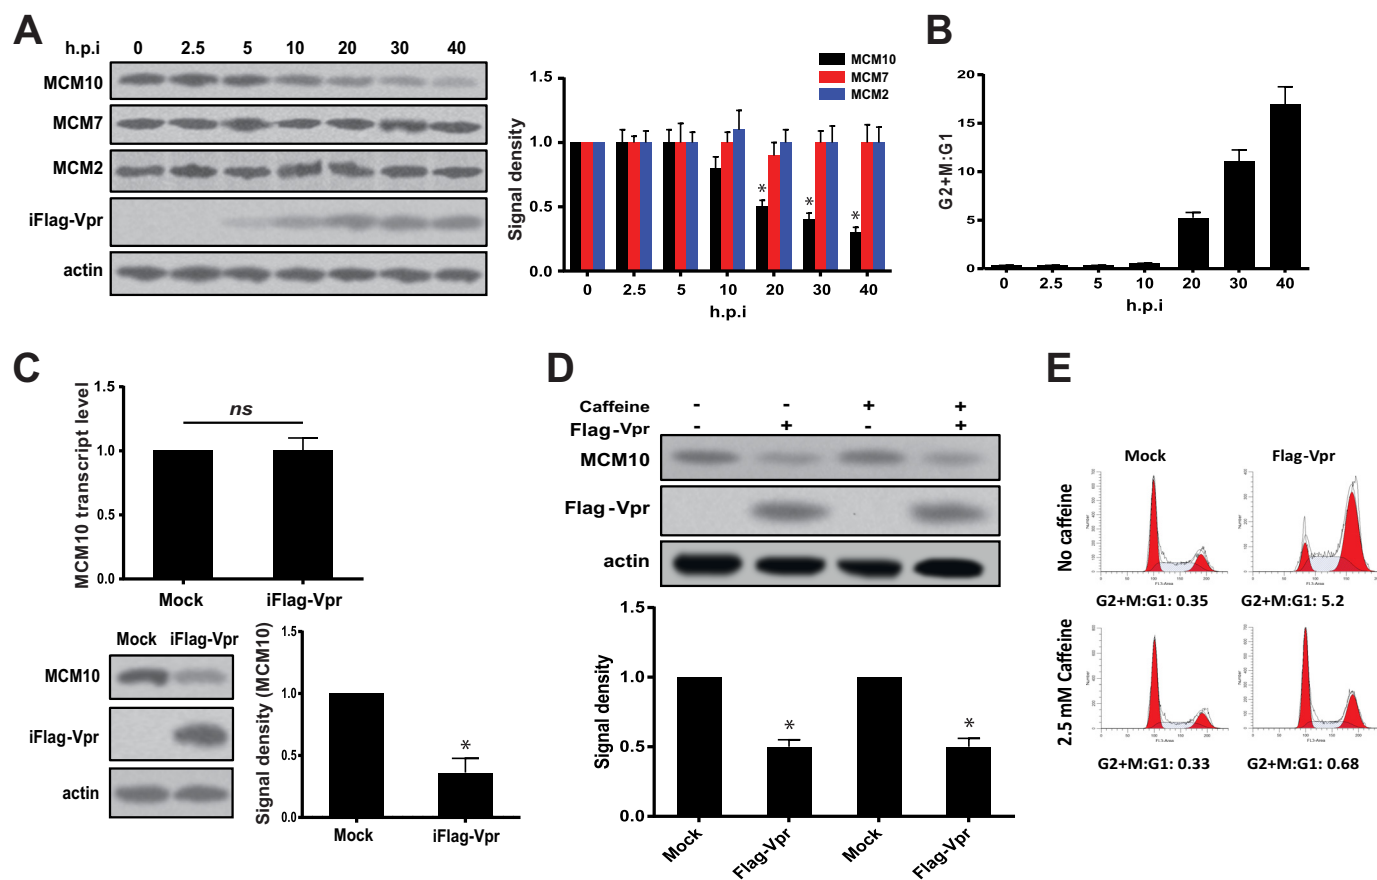 A
h.p.i 0 2.5 5 10 20 30 40
MCM10
MCM7
MCM2
iFlag-Vpr
actin
MCM10
MCM7
MCM2
Signal density
1.5
1.0
0.5
0.0
* * *
0 2.5 5 10 20 30 40
h.p.i
B
G2+M:G1
20
15
10
5
0
0 2.5 5 10 20 30 40
h.p.i
C
MCM10 transcript level
1.5
1.0
0.5
0.0
ns
Mock iFlag-Vpr
Mock iFlag-Vpr
MCM10
iFlag-Vpr
actin
Signal density (MCM10)
1.5
1.0
0.5
0.0
*
Mock iFlag-Vpr
D
Caffeine - - + +
Flag-Vpr - + - +
MCM10
Flag-Vpr
actin
Signal density
1.5
1.0
0.5
0.0
* *
Mock Flag-Vpr Mock Flag-Vpr
E
Mock Flag-Vpr
No caffeine
G2+M:G1: 0.35 G2+M:G1: 5.2
2.5 mM Caffeine
G2+M:G1: 0.33 G2+M:G1: 0.68